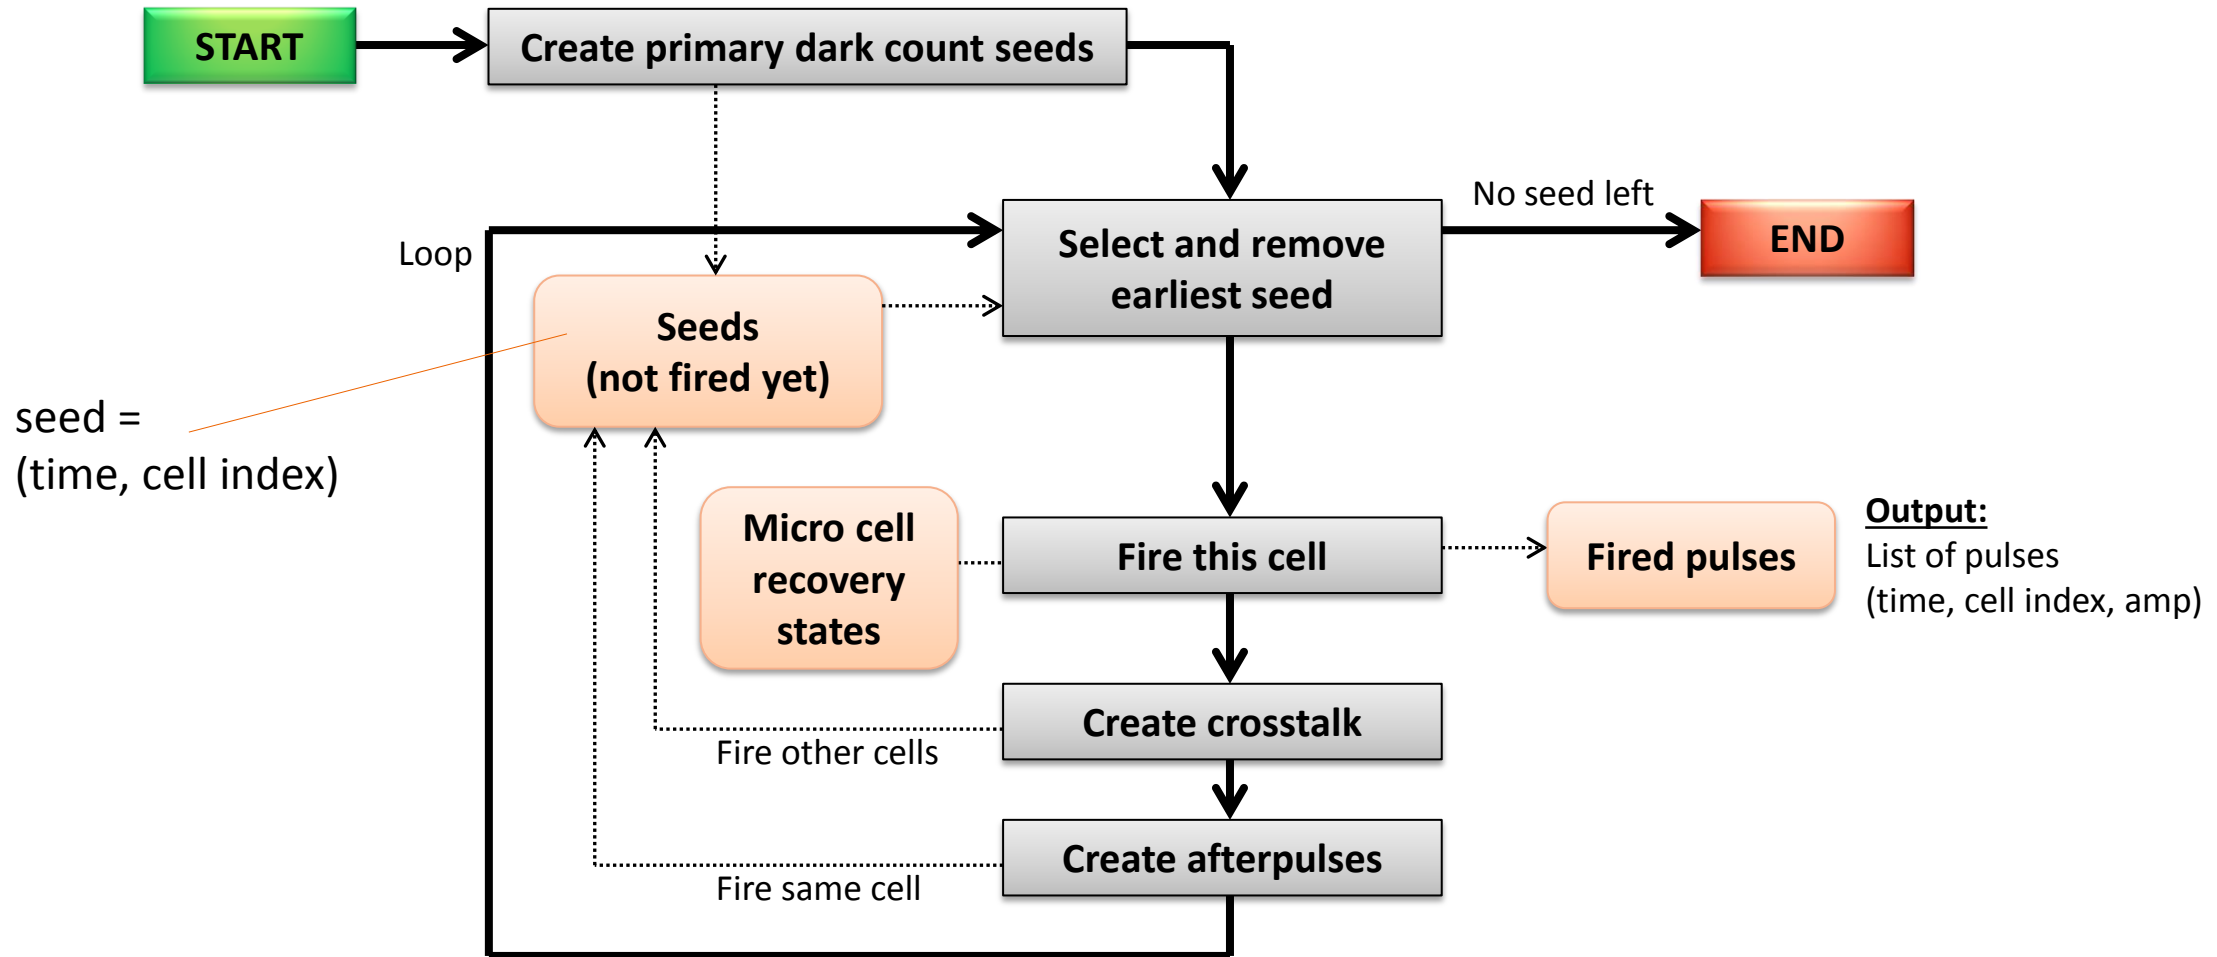 START
Create primary dark count seeds
No seed left
Loop
Select and remove
earliest seed
END
Seeds
(not fired yet)
seed =
(time, cell index)
Micro cell
recovery
states
Fire this cell
Fired pulses
Output:
List of pulses
(time, cell index, amp)
Create crosstalk
Fire other cells
Create afterpulses
Fire same cell